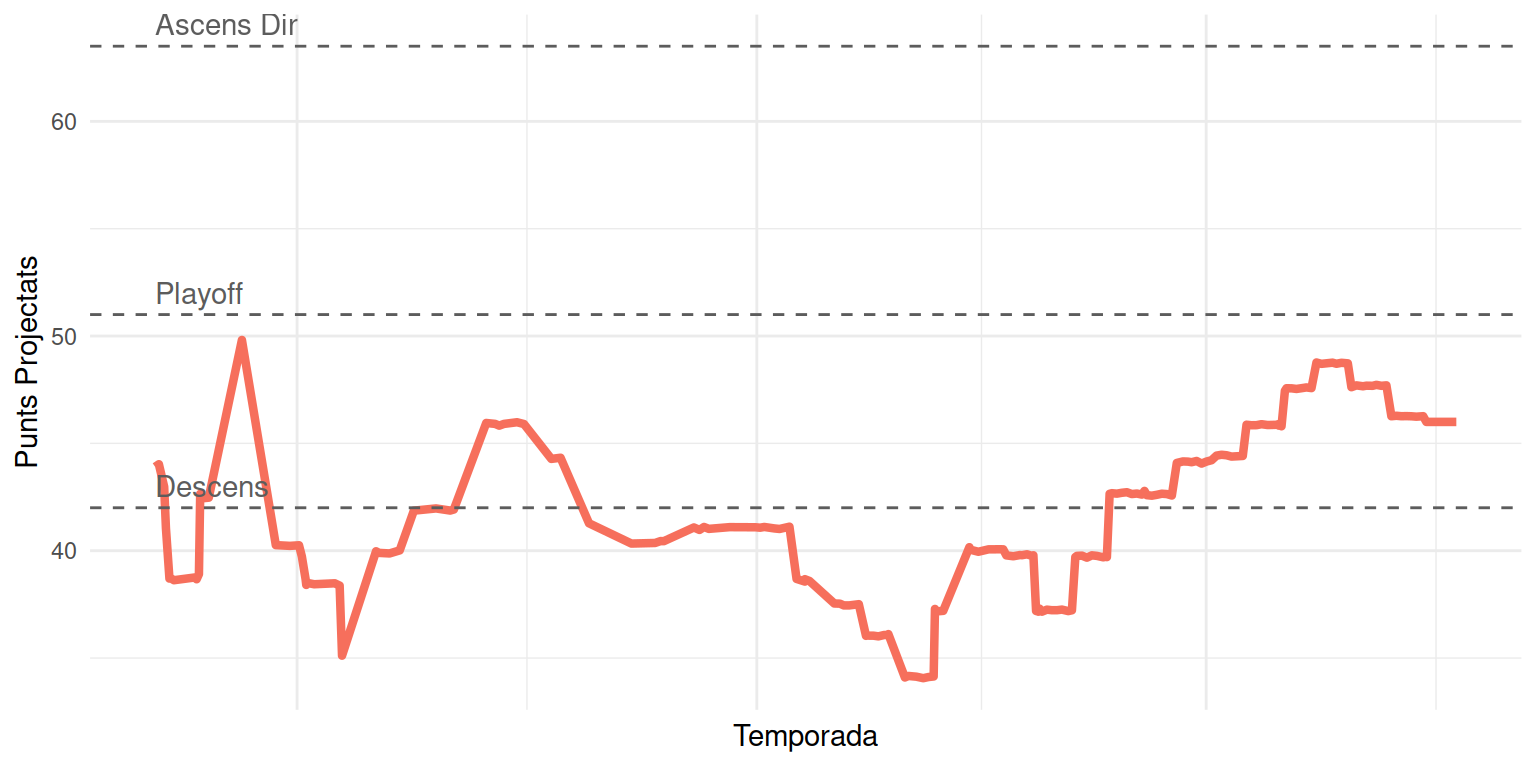 Ascens Dir
60
Playoff
50
Descens
40
Punts Projectats
Temporada